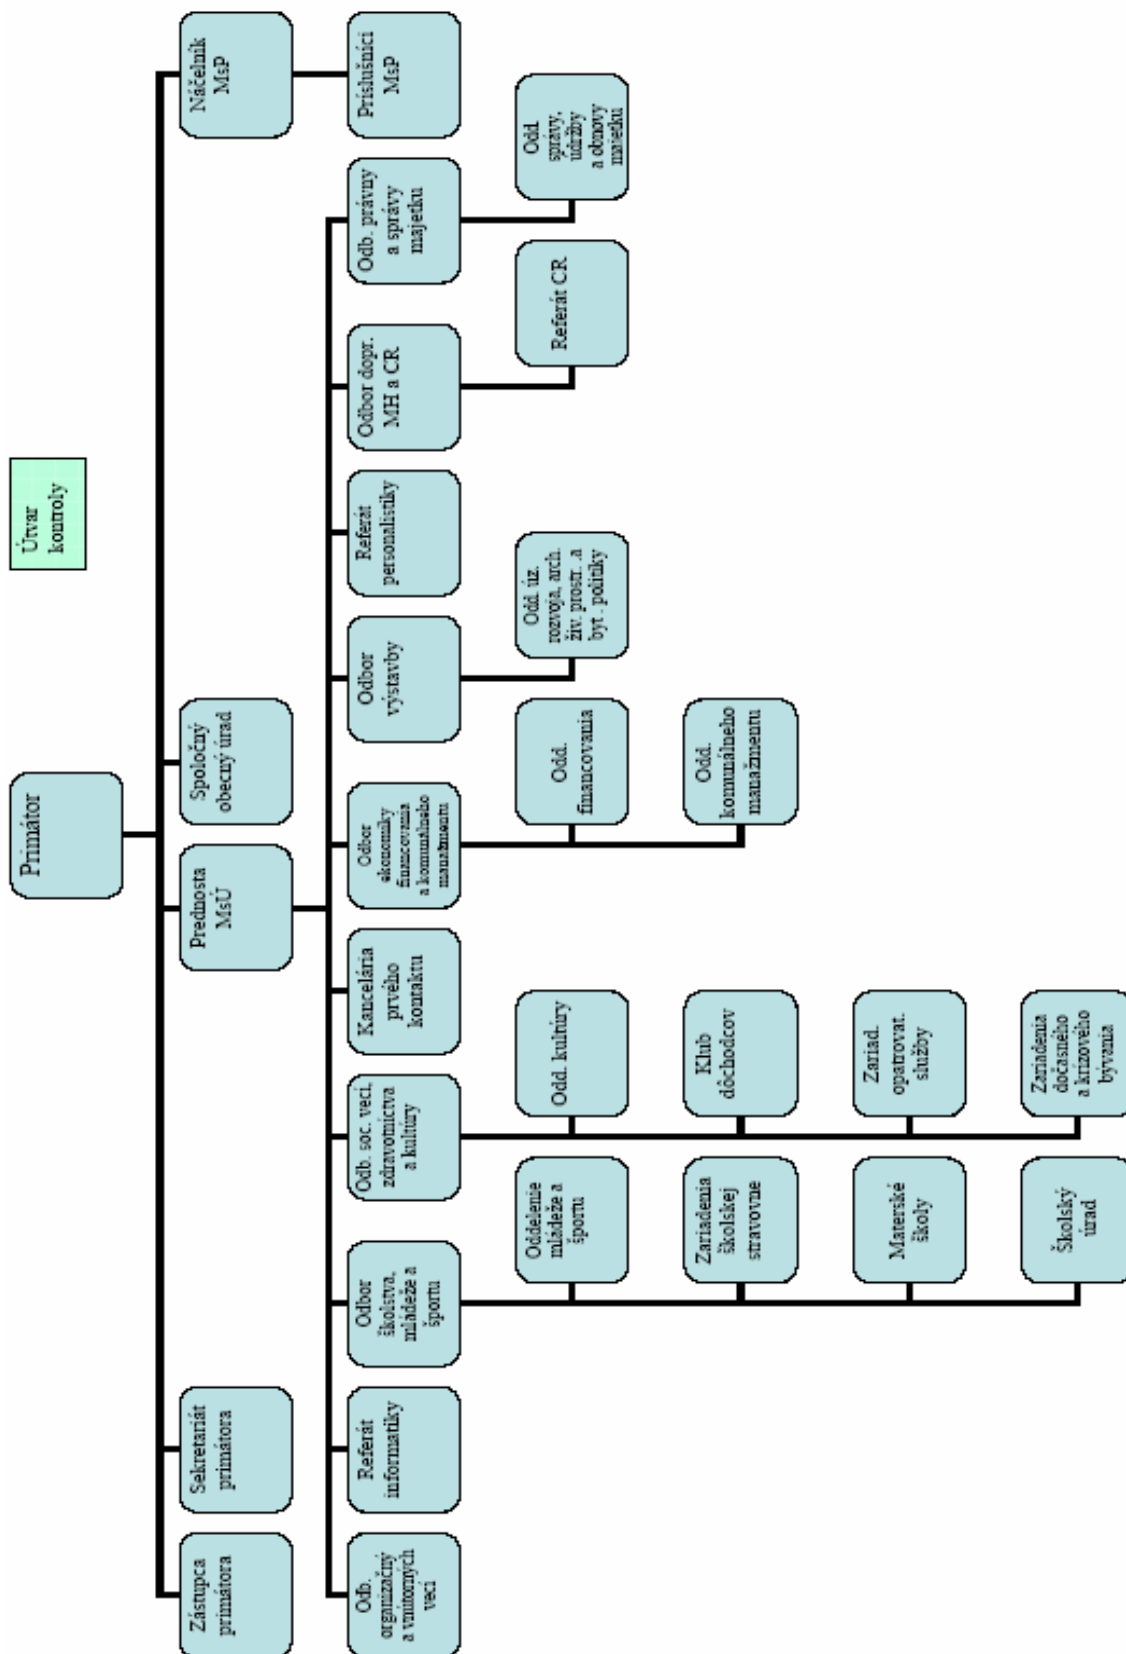 Primátor
Útvar
kontroly
Zástupca
primátora
Sekretariát
primátora
Prednosta
MsÚ
Spoločný
obecný úrad
Náčelník
MsP
Odb.
organizačný
a vnútorných
vecí
Referát
informatiky
Odbor
školstva,
mládeže a
športu
Odb. soc. vecí,
zdravotníctva
a kultúry
Kancelária
prvého
kontaktu
Odbor
ekonomiky
financovania
a komunálneho
manažmentu
Odbor
výstavby
Referát
personalistiky
Odbor dopr.
MH a CR
Odb. právny
a správy
majetku
Príslušníci
MsP
Oddelenie
mládeže a
športu
Odd. kultúry
Odd.
financovania
Odd. úz.
rozvoja, arch.
živ. prostr. .a
byt . politiky
Referát CR
Odd.
správy,
údržby
a obnovy
majetku
Zariadenia
školskej
stravovne
Klub
dôchodcov
Odd.
komunálneho
manažmentu
Materské
školy
Zariad.
opatrovat.
služby
Školský
úrad
Zariadenia
dočasného
a krízového
bývania